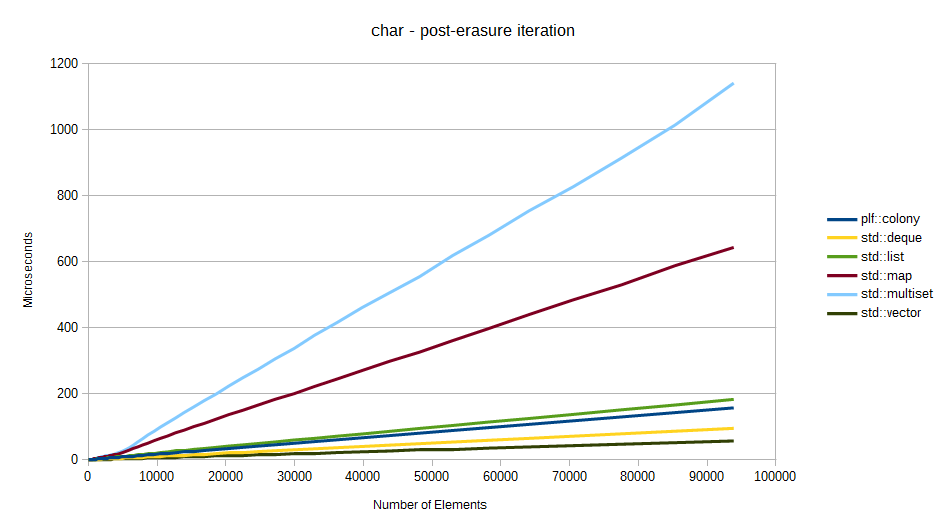 char - post-erasure iteration
1200
1000
800
600
400
200
0
Microseconds
0 10000 20000 30000 40000 50000 60000 70000 80000 90000 100000
Number of Elements
plf::colony
std::deque
std::list
std::map
std::multiset
std::vector